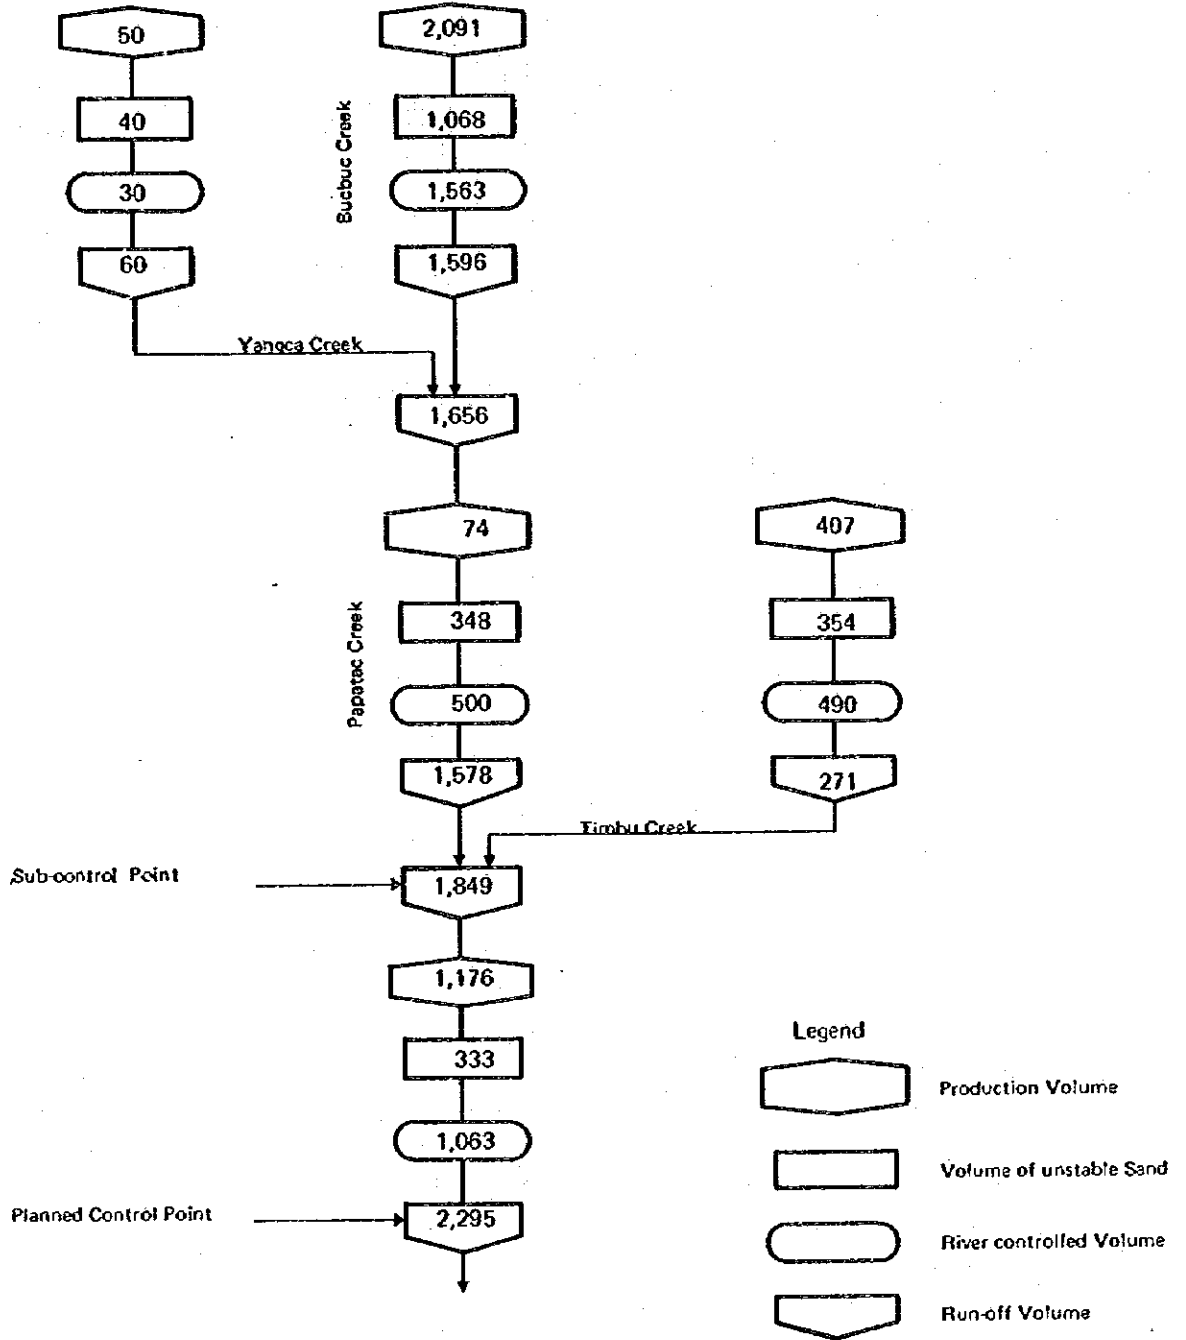 50
2,091
40
1,068
Bucbuc Creek
30
1,563
60
1,596
Yangca Creek
1,656
74
407
348
354
Papatac Creek
500
490
1,578
271
Timbu Creek
Sub-control Point
1,849
1,176
333
1,063
Planned Control Point
2,295
Legend
Production Volume
Volume of unstable Sand
River controlled Volume
Run-off Volume